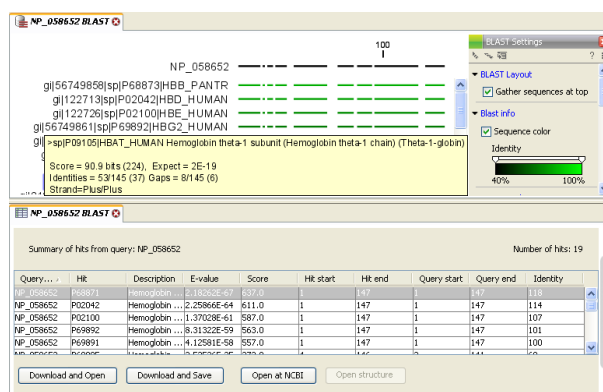 NP_058652 BLAST
BLAST Settings
100
NP_058652
gi|56749858|sp|P68873|HBB_PANTR
gi|122713|sp|P02042|HBD_HUMAN
gi|122726|sp|P02100|HBE_HUMAN
gi|56749861|sp|P69892|HBG2_HUMAN
>sp|P09105|HBAT_HUMAN Hemoglobin theta-1 subunit (Hemoglobin theta-1 chain) (Theta-1-globin)
Score = 90.9 bits (224), Expect = 2E-19
Identities = 53/145 (37) Gaps = 8/145 (6)
Strand=Plus/Plus
BLAST Layout
Gather sequences at top
Blast info
Sequence color
Identity
40% 100%
NP_058652 BLAST
Summary of hits from query: NP_058652 Number of hits: 19
Query... Hit Description E-value Score Hit start Hit end Query start Query end Identity
NP_058652 P68871 Hemoglobin ... 2.18262E-67 637.0 1 147 1 147 118
NP_058652 P02042 Hemoglobin ... 2.25866E-64 611.0 1 147 1 147 114
NP_058652 P02100 Hemoglobin ... 1.37028E-61 587.0 1 147 1 147 107
NP_058652 P69892 Hemoglobin ... 8.31322E-59 563.0 1 147 1 147 101
NP_058652 P69891 Hemoglobin ... 4.12581E-58 557.0 1 147 1 147 100
Download and Open Download and Save Open at NCBI Open structure